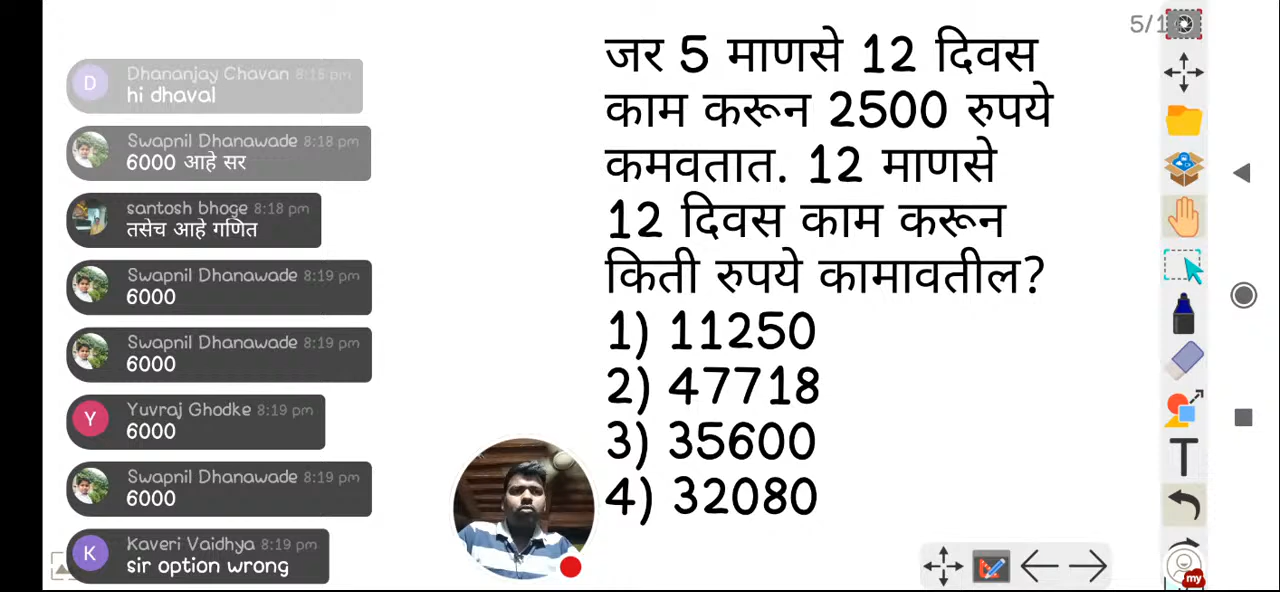 5/1
Dhananjay Chavan 8:18 pm
hi dhaval
Swapnil Dhanawade 8:18 pm
6000 आहे सर
santosh bhoge 8:18 pm
तसेच आहे गणित
Swapnil Dhanawade 8:19 pm
6000
Swapnil Dhanawade 8:19 pm
6000
Yuvraj Ghodke 8:19 pm
6000
Swapnil Dhanawade 8:19 pm
6000
Kaveri Vaidhya 8:19 pm
sir option wrong
जर 5 माणसे 12 दिवस
काम करून 2500 रुपये
कमवतात. 12 माणसे
12 दिवस काम करून
किती रुपये कामावतील?
1) 11250
2) 47718
3) 35600
4) 32080
D
Y
K
T
my